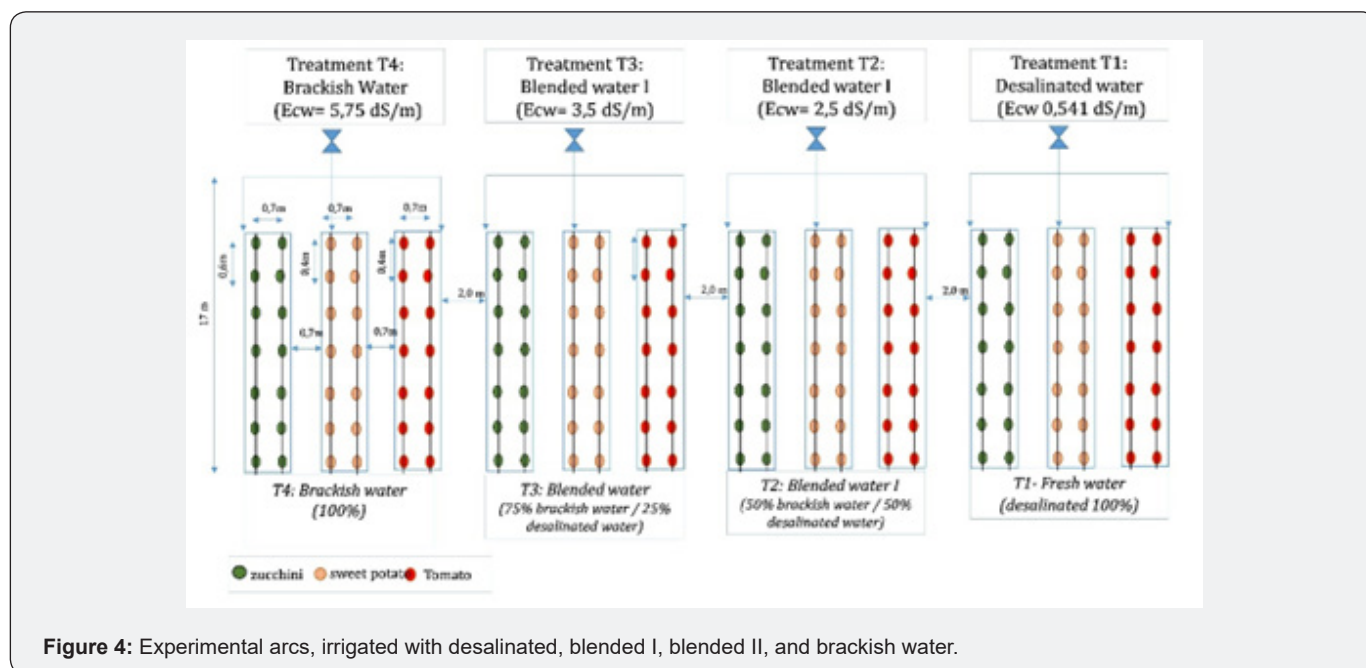 Treatment T4:
Brackish Water
(Ecw= 5,75 dS/m)
Treatment T3:
Blended water I
(Ecw= 3,5 dS/m)
Treatment T2:
Blended water I
(Ecw= 2,5 dS/m)
Treatment T1:
Desalinated water
(Ecw 0,541 dS/m)
0,7m
0,7m
0,7m
0,6m
0,4m
0,4m
17 m
0,7m
0,7m
2,0 m
2,0 m
2,0 m
T4: Brackish water
(100%)
T3: Blended water
(75% brackish water / 25%
desalinated water)
T2: Blended water I
(50% brackish water / 50%
desalinated water)
T1- Fresh water
(desalinated 100%)
zucchini sweet potato Tomato
Figure 4: Experimental arcs, irrigated with desalinated, blended I, blended II, and brackish water.